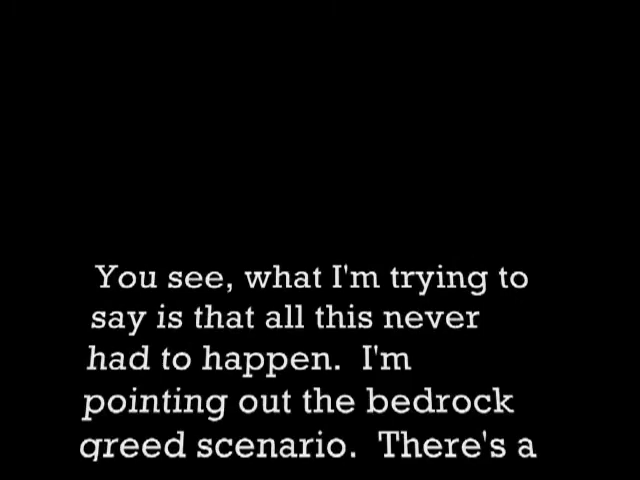 You see, what I'm trying to
say is that all this never
had to happen.  I'm
pointing out the bedrock
greed scenario.  There's a